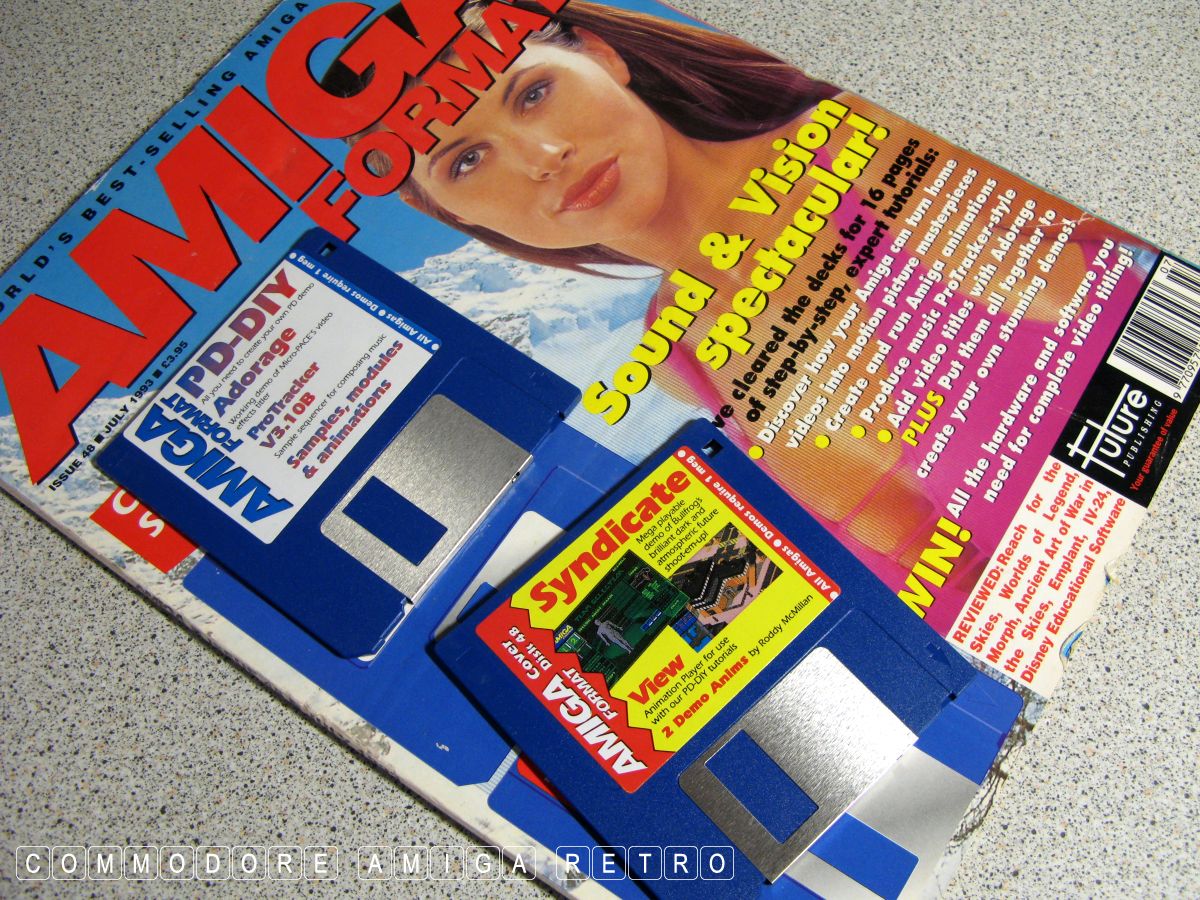 WORLD'S BEST-SELLING AMIGA
AMIGA
FORMAT
ISSUE 48 ■ JULY 1993 ■ £3.95
Sound & Vision
spectacular!
cleared the decks for 16 pages
of step-by-step, expert tutorials:
• Discover how your Amiga can turn home
videos into motion picture masterpieces
• Create and run Amiga animations
• Produce music ProTracker-style
• Add video titles with Adorage
PLUS Put them all together to
create your own stunning demos!
WIN! All the hardware and software you
need for complete video titling!
REVIEWED: Reach for the
Skies, Worlds of Legend,
Morph, Ancient Art of War in
the Skies, Emplant, IV-24,
Disney Educational Software
07
9 77095
Future
PUBLISHING
Your guarantee of value
AMIGA
FORMAT
PD-DIY
All you need to create your own PD demo
Adorage
Working demo of Micro-PACE's video
effects titler
ProTracker
v3.10B
Sample sequencer for composing music
Samples, modules
& animations
● All Amigas ● Demos require 1 meg ●
AMIGA
FORMAT
Cover
Disk 48
Syndicate
Mega playable
demo of Bullfrog's
brilliant dark and
atmospheric future
shoot-em-up!
View
Animation Player for use
with our PD-DIY tutorials
2 Demo Anims by Roddy McMillan
● All Amigas ● Demos require 1 meg ●
COMMODORE AMIGA RETRO